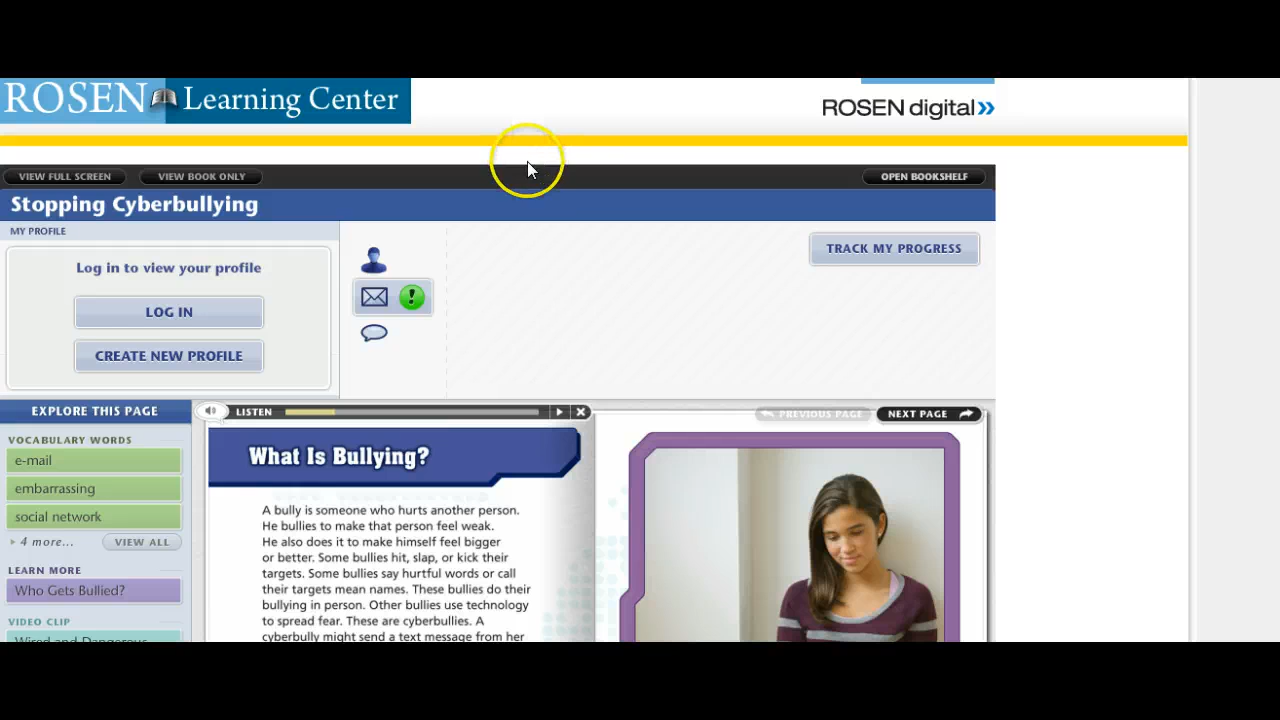 ROSEN Learning Center
ROSEN digital»
VIEW FULL SCREEN
VIEW BOOK ONLY
OPEN BOOKSHELF
Stopping Cyberbullying
MY PROFILE
Log in to view your profile
LOG IN
CREATE NEW PROFILE
TRACK MY PROGRESS
EXPLORE THIS PAGE
VOCABULARY WORDS
e-mail
embarrassing
social network
4 more...
VIEW ALL
LEARN MORE
Who Gets Bullied?
VIDEO CLIP
Wired and Dangerous
LISTEN
PREVIOUS PAGE
NEXT PAGE
What Is Bullying?
A bully is someone who hurts another person.
He bullies to make that person feel weak.
He also does it to make himself feel bigger
or better. Some bullies hit, slap, or kick their
targets. Some bullies say hurtful words or call
their targets mean names. These bullies do their
bullying in person. Other bullies use technology
to spread fear. These are cyberbullies. A
cyberbully might send a text message from her